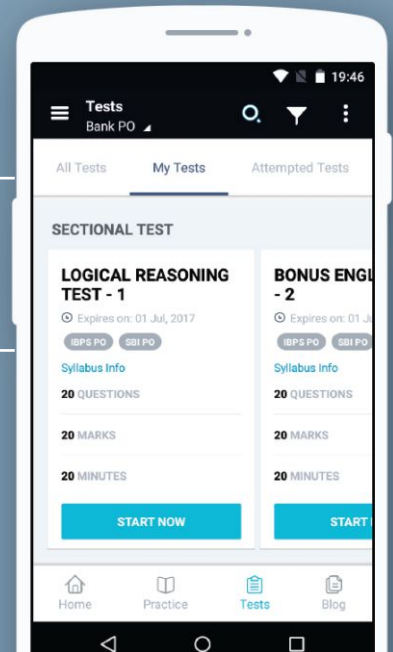 19:46
Tests
Bank PO
All Tests My Tests Attempted Tests
SECTIONAL TEST
LOGICAL REASONING
TEST - 1
Expires on: 01 Jul, 2017
IBPS PO SBI PO
Syllabus Info
20 QUESTIONS
20 MARKS
20 MINUTES
START NOW
BONUS ENGL
- 2
Expires on: 01 Ju
IBPS PO SBI PO
Syllabus Info
20 QUESTIONS
20 MARKS
20 MINUTES
START
Home Practice Tests Blog